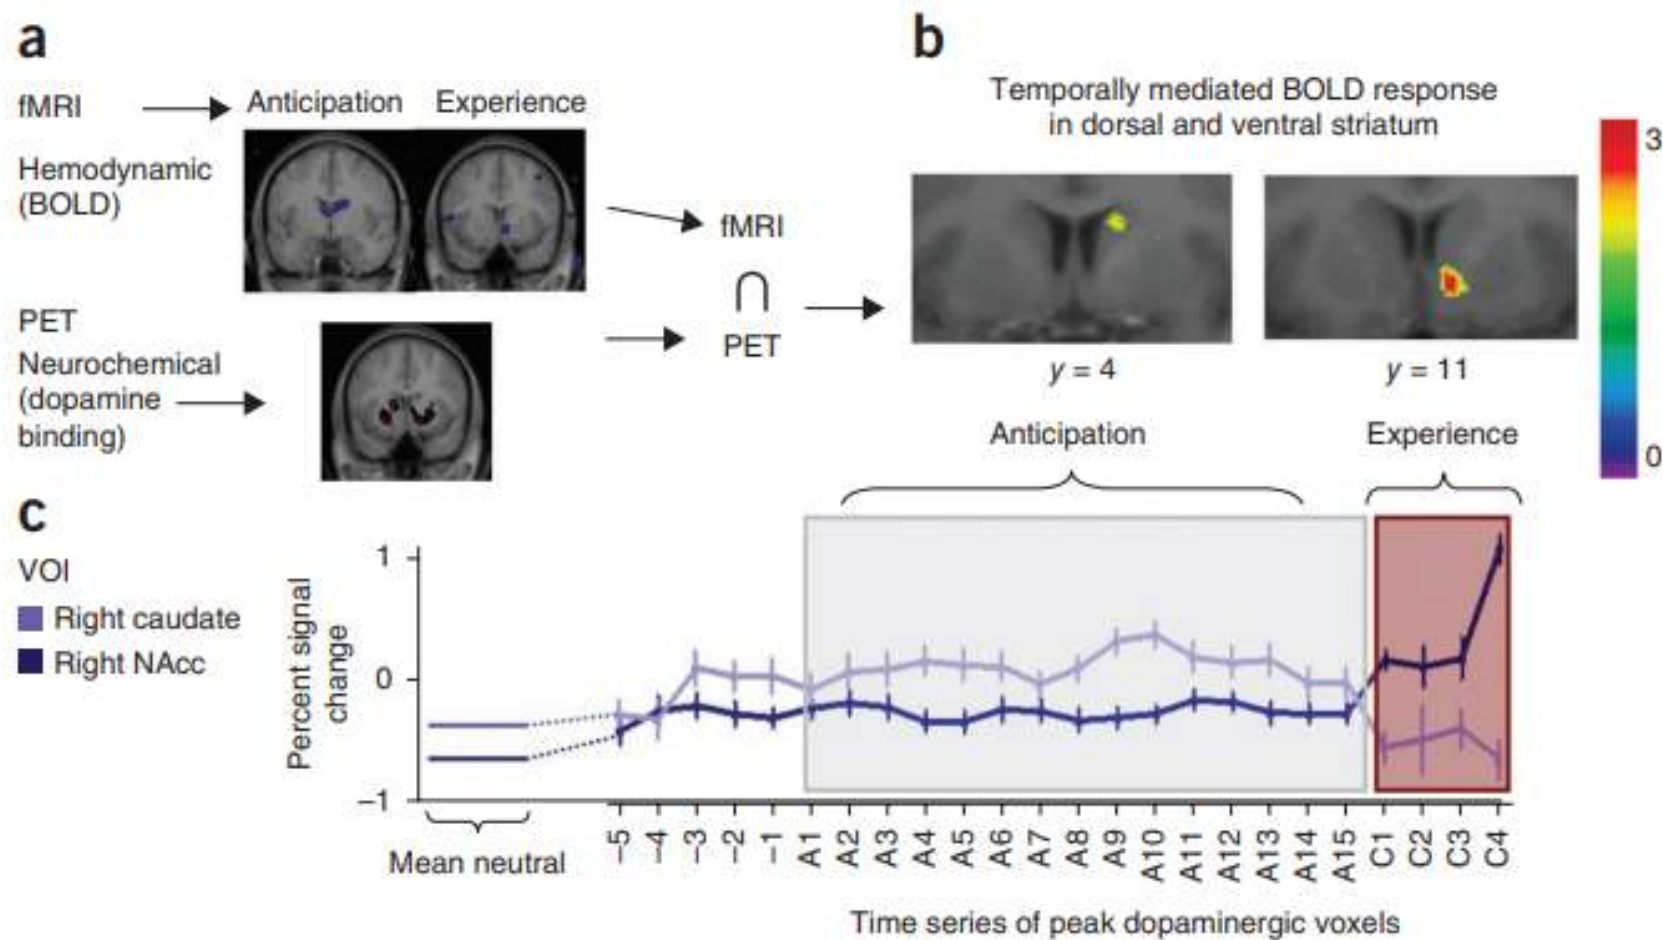 a
fMRI
Anticipation
Experience
Hemodynamic
(BOLD)
PET
Neurochemical
(dopamine
binding)
fMRI
∩
PET
b
Temporally mediated BOLD response
in dorsal and ventral striatum
y = 4
y = 11
3
0
c
VOI
Right caudate
Right NAcc
Anticipation
Experience
Percent signal
change
1
0
–1
Mean neutral
–5
–4
–3
–2
–1
A1
A2
A3
A4
A5
A6
A7
A8
A9
A10
A11
A12
A13
A14
A15
C1
C2
C3
C4
Time series of peak dopaminergic voxels